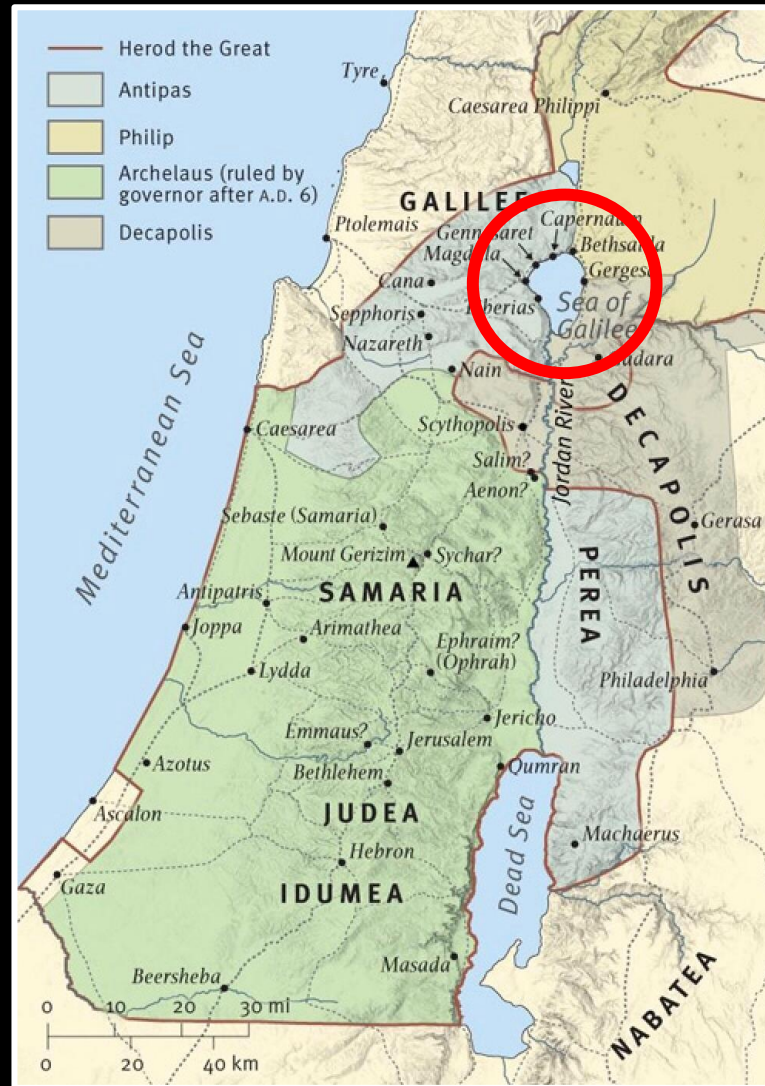 Herod the Great
Antipas
Philip
Archelaus (ruled by
governor after A.D. 6)
Decapolis
Tyre
Caesarea Philippi
GALILEE
Ptolemais
Capernaum
Gennesaret
Bethsaida
Magdala
Gergesa
Cana
Tiberias
Sea of
Galilee
Sepphoris
Nazareth
Gadara
Nain
Mediterranean Sea
Jordan River
DECAPOLIS
Caesarea
Scythopolis
Salim?
Aenon?
Sebaste (Samaria)
Gerasa
Mount Gerizim
Sychar?
SAMARIA
PEREA
Antipatris
Joppa
Arimathea
Ephraim?
(Ophrah)
Lydda
Philadelphia
Jericho
Emmaus?
Jerusalem
Azotus
Qumran
Bethlehem
Ascalon
JUDEA
Dead Sea
Machaerus
Hebron
Gaza
IDUMEA
Masada
Beersheba
NABATEA
0 10 20 30 mi
0 20 40 km